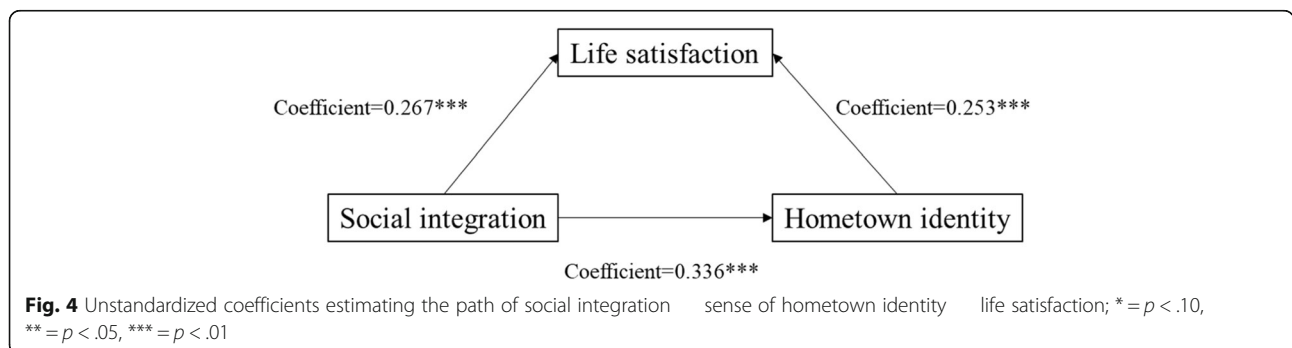 Life satisfaction
Coefficient=0.267***
Coefficient=0.253***
Social integration
Hometown identity
Coefficient=0.336***
Fig. 4 Unstandardized coefficients estimating the path of social integration sense of hometown identity life satisfaction; * = p < .10,
** = p < .05, *** = p < .01